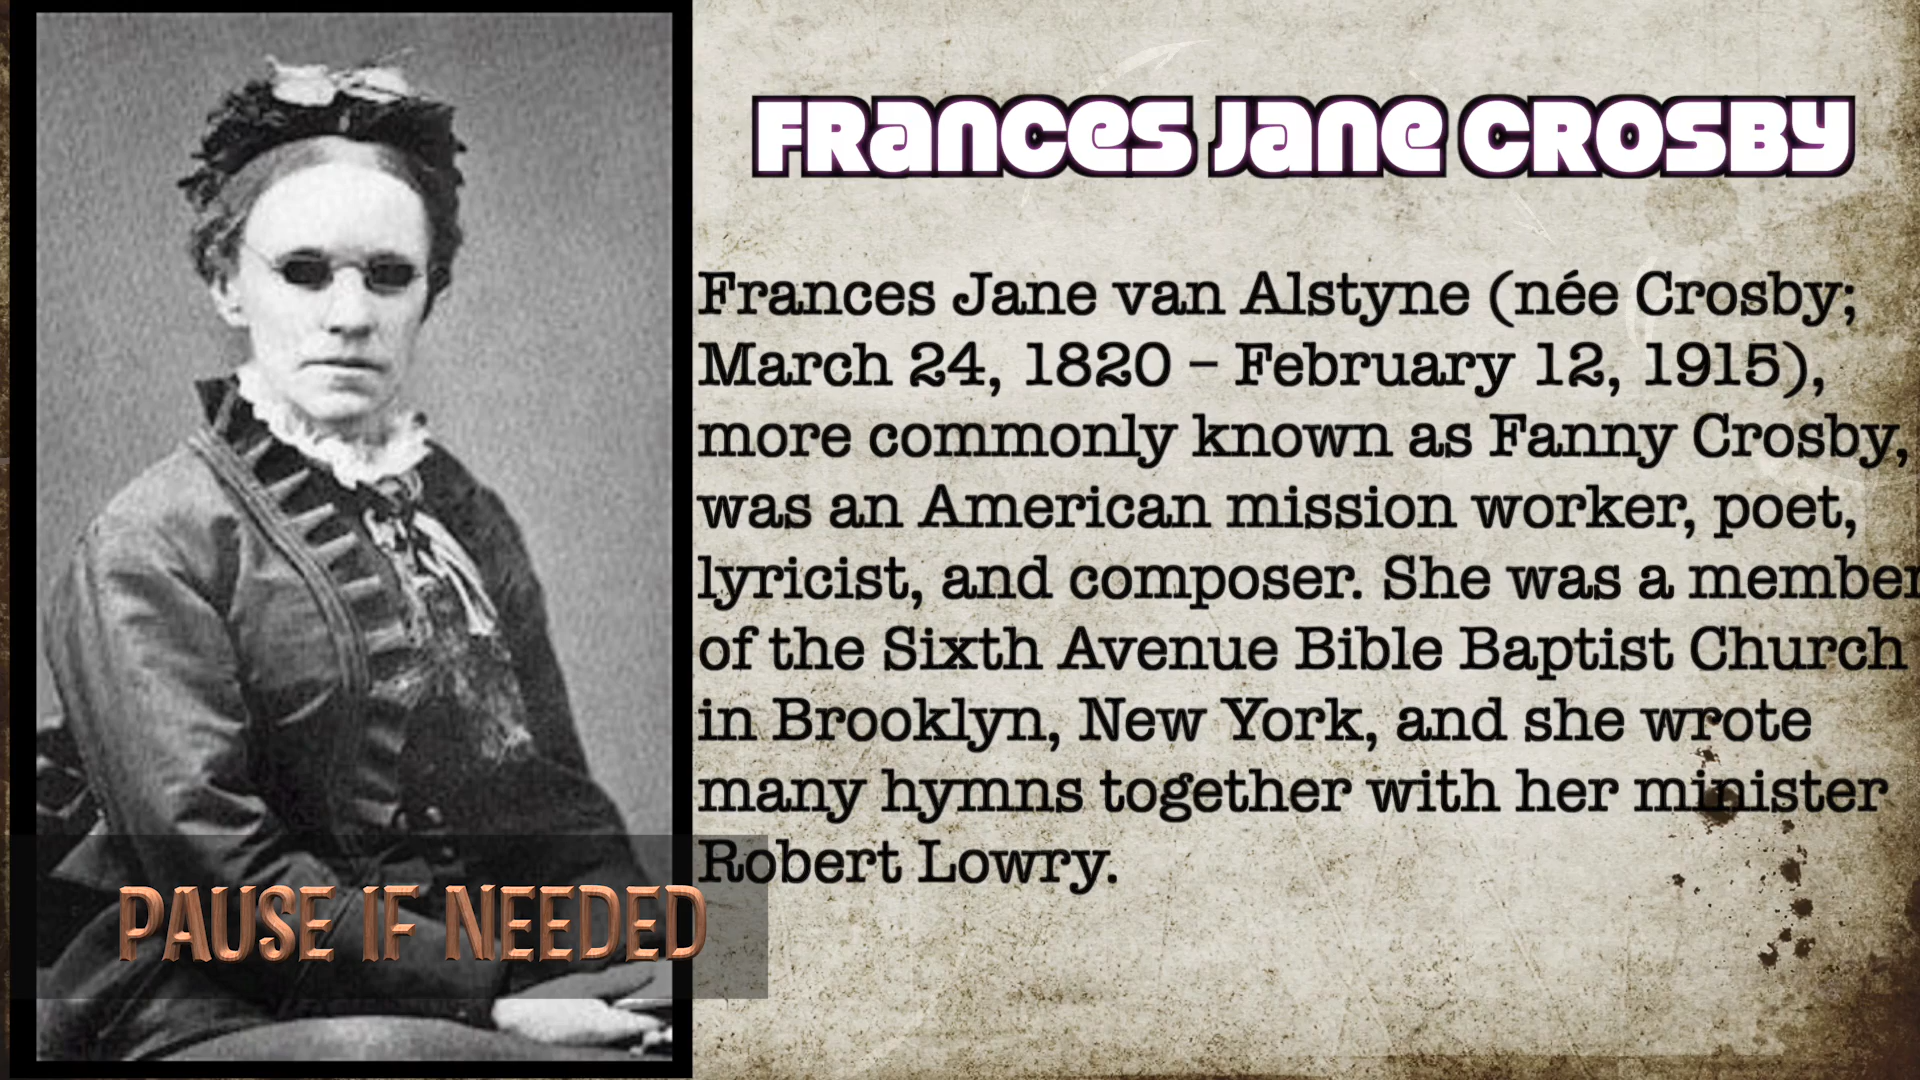 FRANCES JANE CROSBY
Frances Jane van Alstyne (née Crosby;
March 24, 1820 – February 12, 1915),
more commonly known as Fanny Crosby,
was an American mission worker, poet,
lyricist, and composer. She was a member
of the Sixth Avenue Bible Baptist Church
in Brooklyn, New York, and she wrote
many hymns together with her minister
Robert Lowry.
PAUSE IF NEEDED